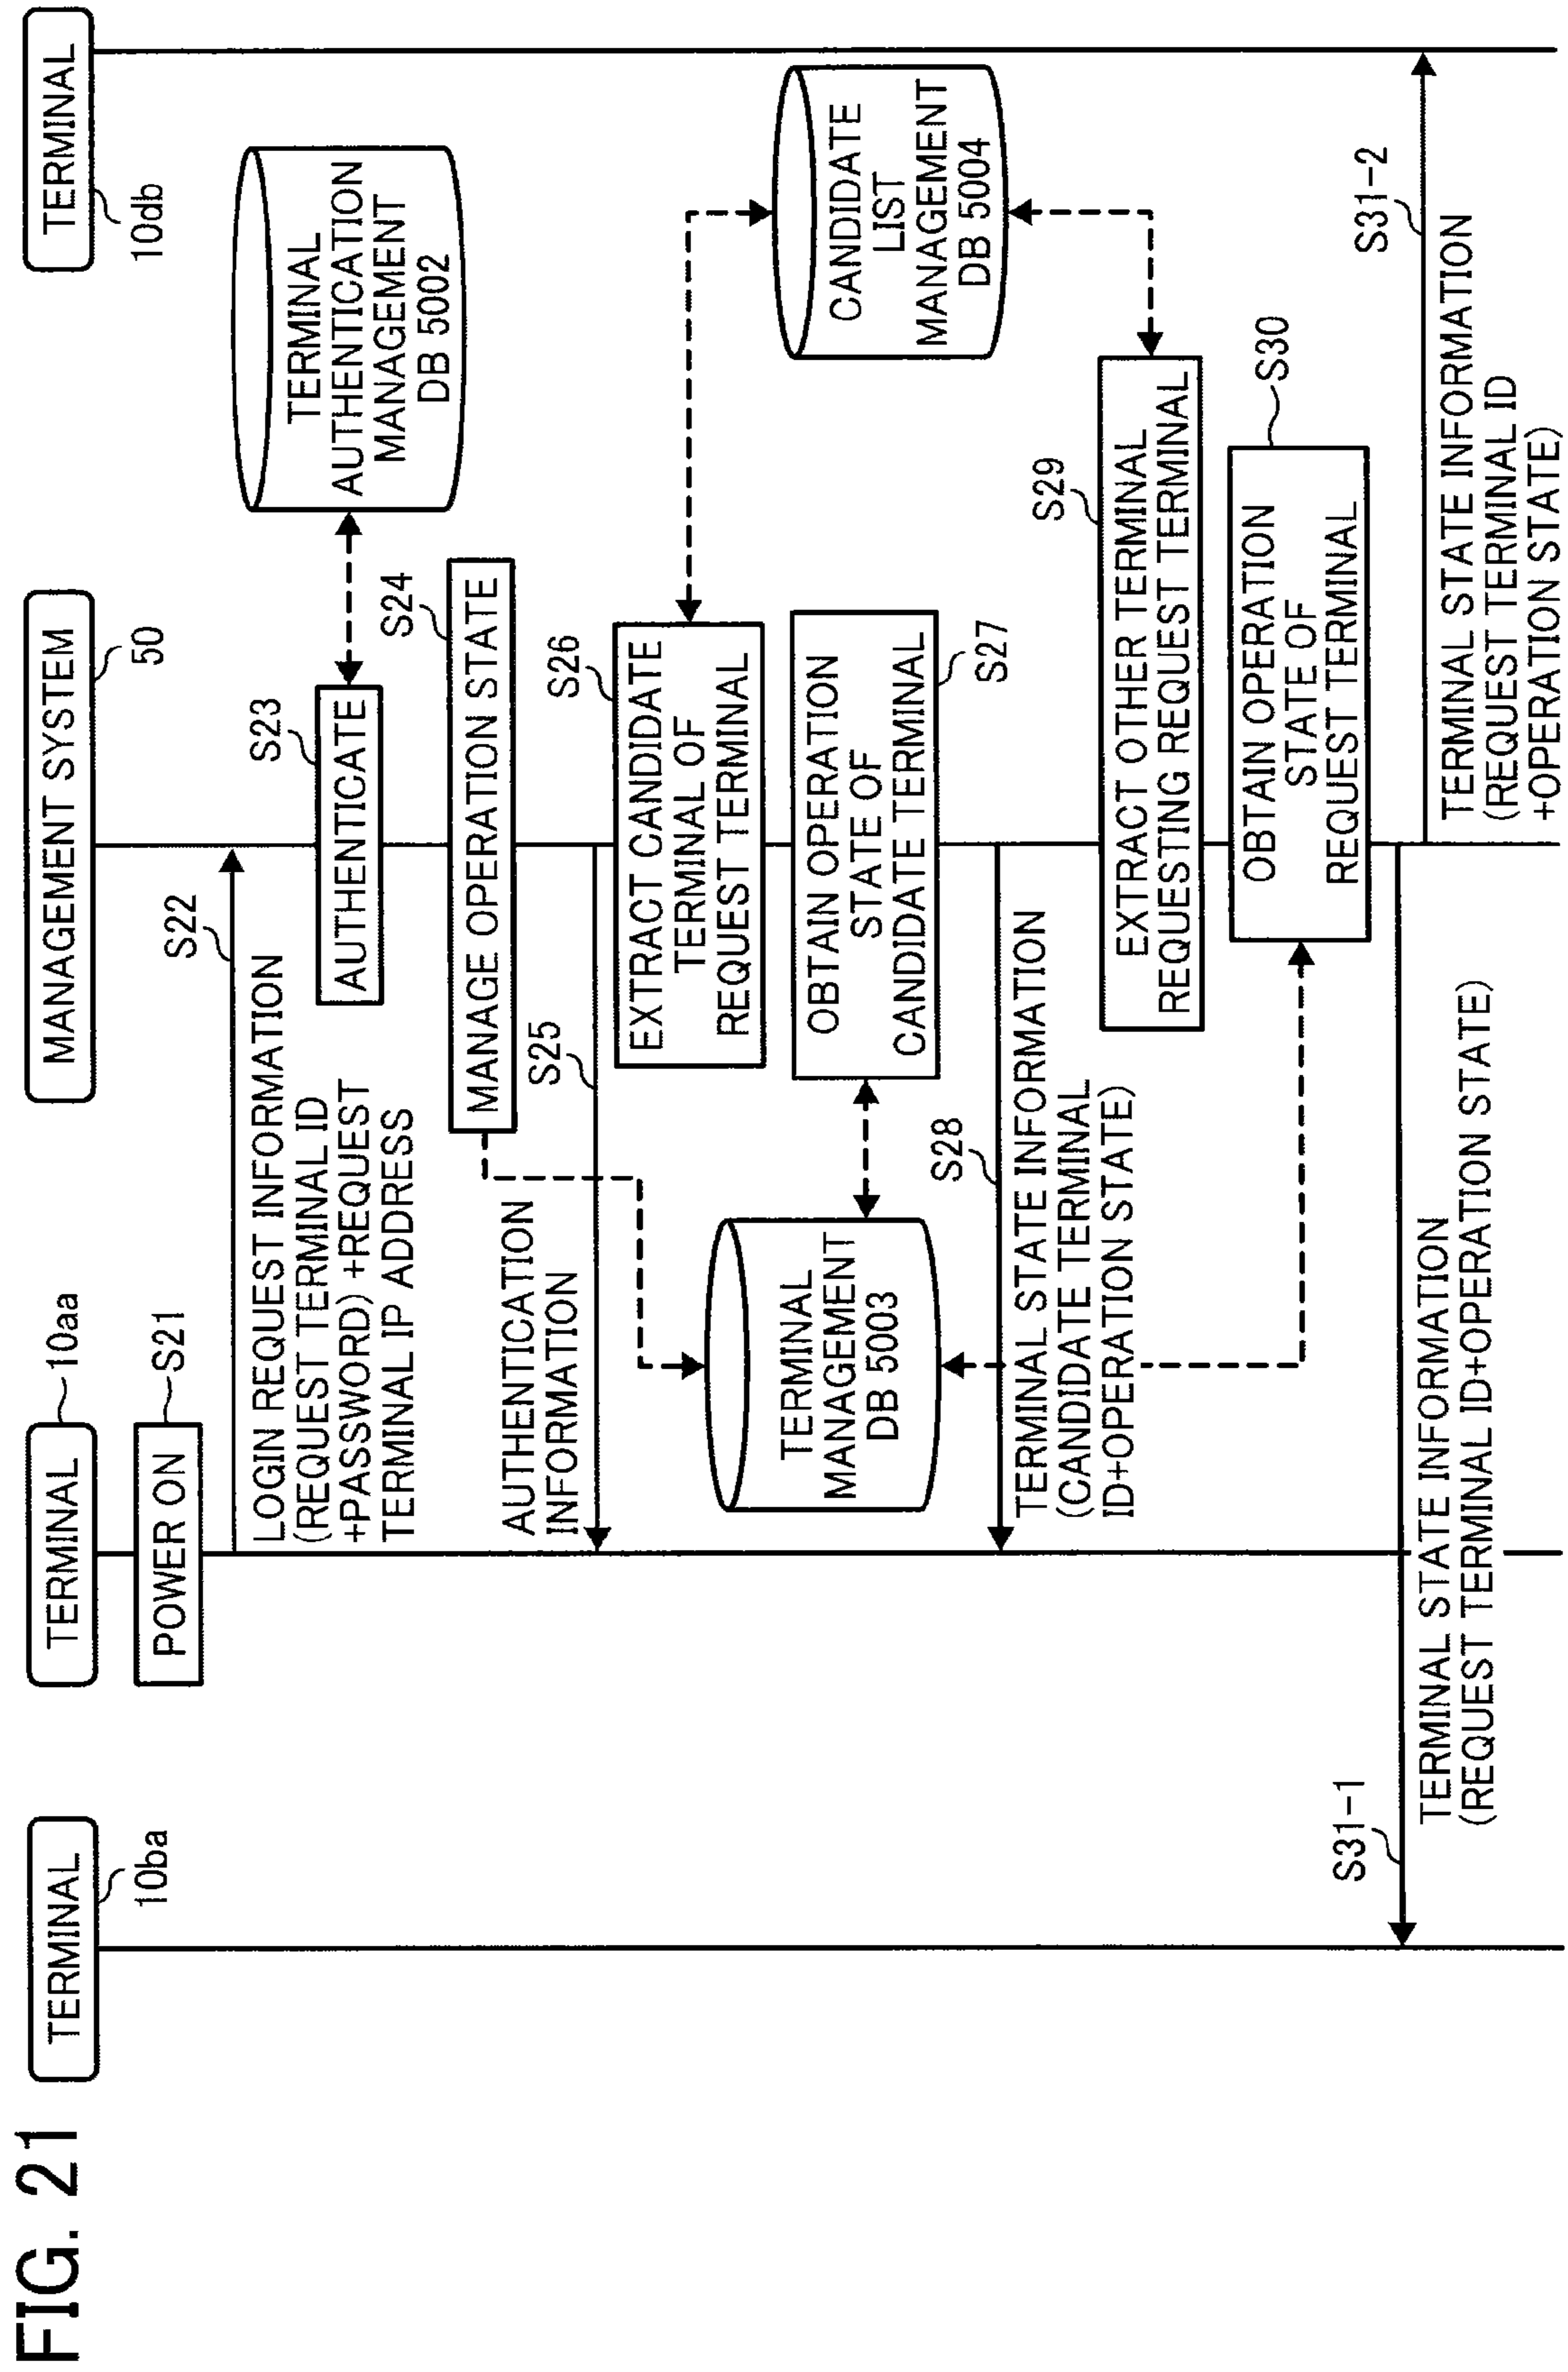 FIG. 21
TERMINAL
10ba
TERMINAL
10aa
MANAGEMENT SYSTEM
50
TERMINAL
10db
POWER ON
S21
S22
LOGIN REQUEST INFORMATION
(REQUEST TERMINAL ID
+PASSWORD) +REQUEST
TERMINAL IP ADDRESS
S23
AUTHENTICATE
TERMINAL
AUTHENTICATION
MANAGEMENT
DB 5002
S24
MANAGE OPERATION STATE
S25
AUTHENTICATION
INFORMATION
S26
EXTRACT CANDIDATE
TERMINAL OF
REQUEST TERMINAL
CANDIDATE
LIST
MANAGEMENT
DB 5004
TERMINAL
MANAGEMENT
DB 5003
OBTAIN OPERATION
STATE OF
CANDIDATE TERMINAL
S27
S28
TERMINAL STATE INFORMATION
(CANDIDATE TERMINAL
ID+OPERATION STATE)
S29
EXTRACT OTHER TERMINAL
REQUESTING REQUEST TERMINAL
OBTAIN OPERATION
STATE OF
REQUEST TERMINAL
S30
S31-1
TERMINAL STATE INFORMATION
(REQUEST TERMINAL ID+OPERATION STATE)
S31-2
TERMINAL STATE INFORMATION
(REQUEST TERMINAL ID
+OPERATION STATE)